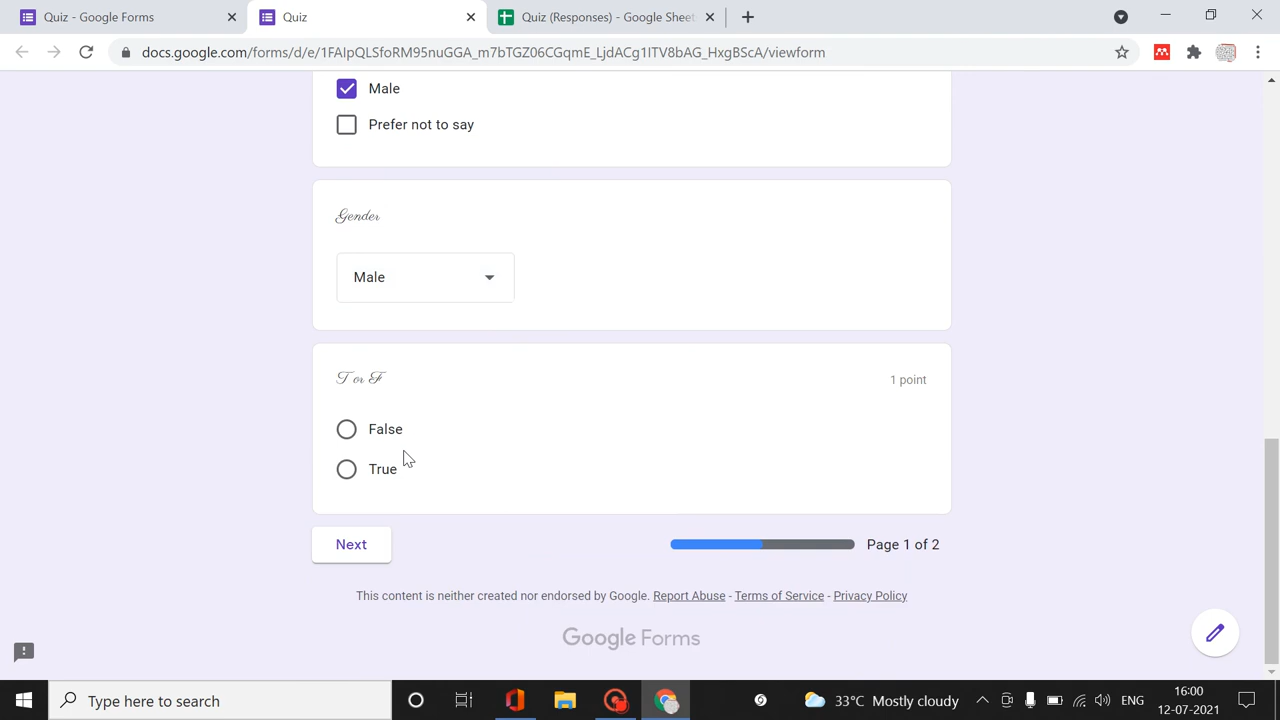 Quiz - Google Forms
Quiz
Quiz (Responses) - Google Sheet
docs.google.com/forms/d/e/1FAIpQLSfoRM95nuGGA_m7bTGZ06CGqmE_LjdACg1ITV8bAG_HxgBScA/viewform
Male
Prefer not to say
Gender
Male
T or F
1 point
False
True
Next
Page 1 of 2
This content is neither created nor endorsed by Google. Report Abuse - Terms of Service - Privacy Policy
Google Forms
Type here to search
33°C Mostly cloudy
ENG
16:00
12-07-2021